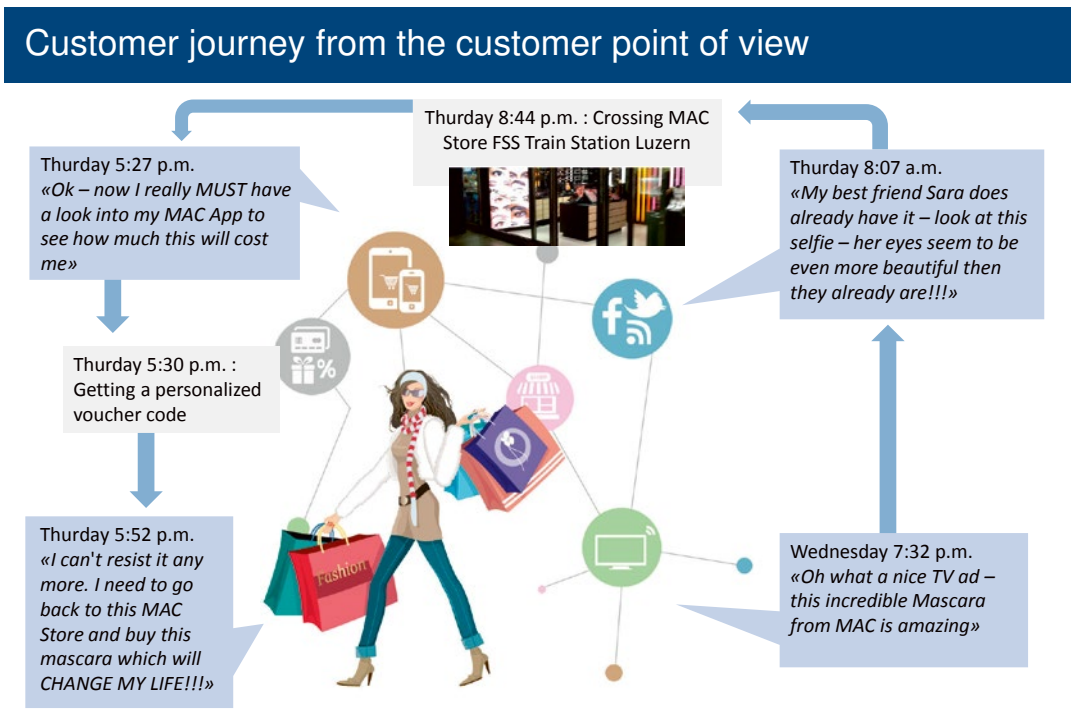 Customer journey from the customer point of view
Thurday 8:44 p.m. : Crossing MAC
Store FSS Train Station Luzern
Thurday 5:27 p.m.
«Ok – now I really MUST have
a look into my MAC App to
see how much this will cost
me»
Thurday 8:07 a.m.
«My best friend Sara does
already have it – look at this
selfie – her eyes seem to be
even more beautiful then
they already are!!!»
Thursday 5:30 p.m. :
Getting a personalized
voucher code
%
f
Thursday 5:52 p.m.
«I can't resist it any
more. I need to go
back to this MAC
Store and buy this
mascara which will
CHANGE MY LIFE!!!»
Fashion
Wednesday 7:32 p.m.
«Oh what a nice TV ad –
this incredible Mascara
from MAC is amazing»